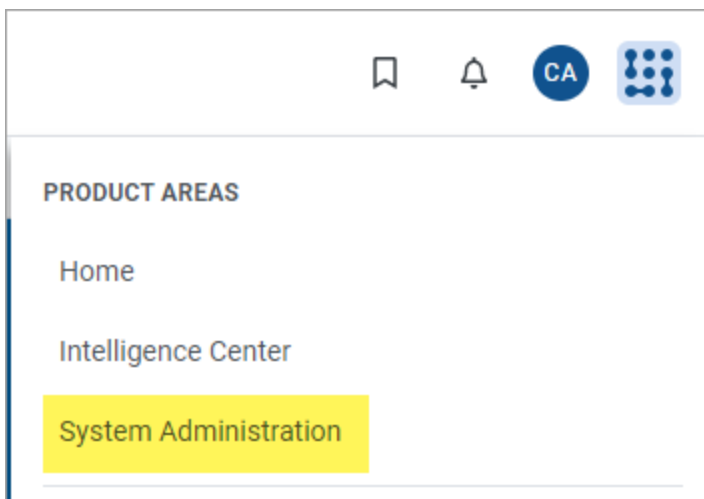 CA
PRODUCT AREAS
Home
Intelligence Center
System Administration